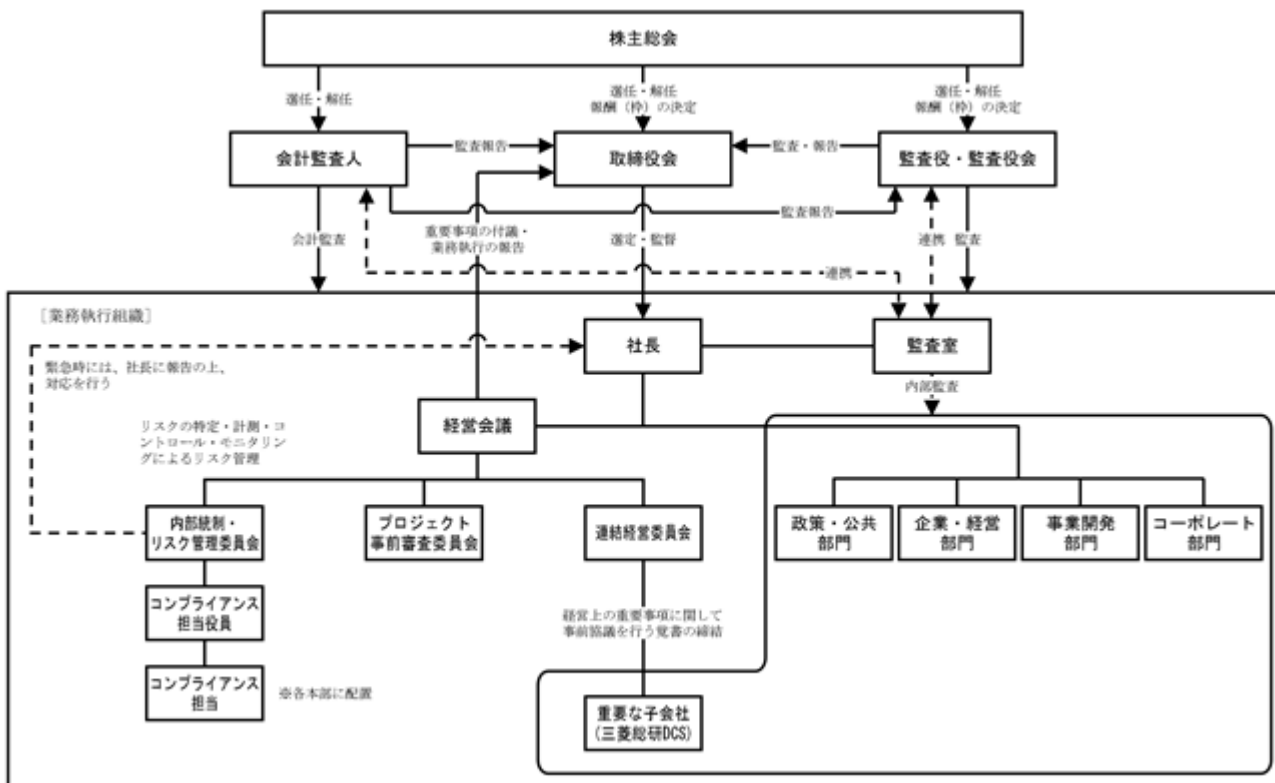 株主総会
選任・解任
選任・解任
報酬（枠）の決定
選任・解任
報酬（枠）の決定
会計監査人
監査報告
取締役会
監査・報告
監査役・監査役会
監査報告
会計監査
重要事項の付議・
業務執行の報告
選定・監督
連携
監査
連携
［業務執行組織］
社長
監査室
緊急時には、社長に報告の上、
対応を行う
内部監査
経営会議
リスクの特定・計測・コ
ントロール・モニタリン
グによるリスク管理
内部統制・
リスク管理委員会
プロジェクト
事前審査委員会
連結経営委員会
政策・公共
部門
企業・経営
部門
事業開発
部門
コーポレート
部門
コンプライアンス
担当役員
経営上の重要事項に関して
事前協議を行う覚書の締結
コンプライアンス
担当
※各本部に配置
重要な子会社
(三菱総研DCS)